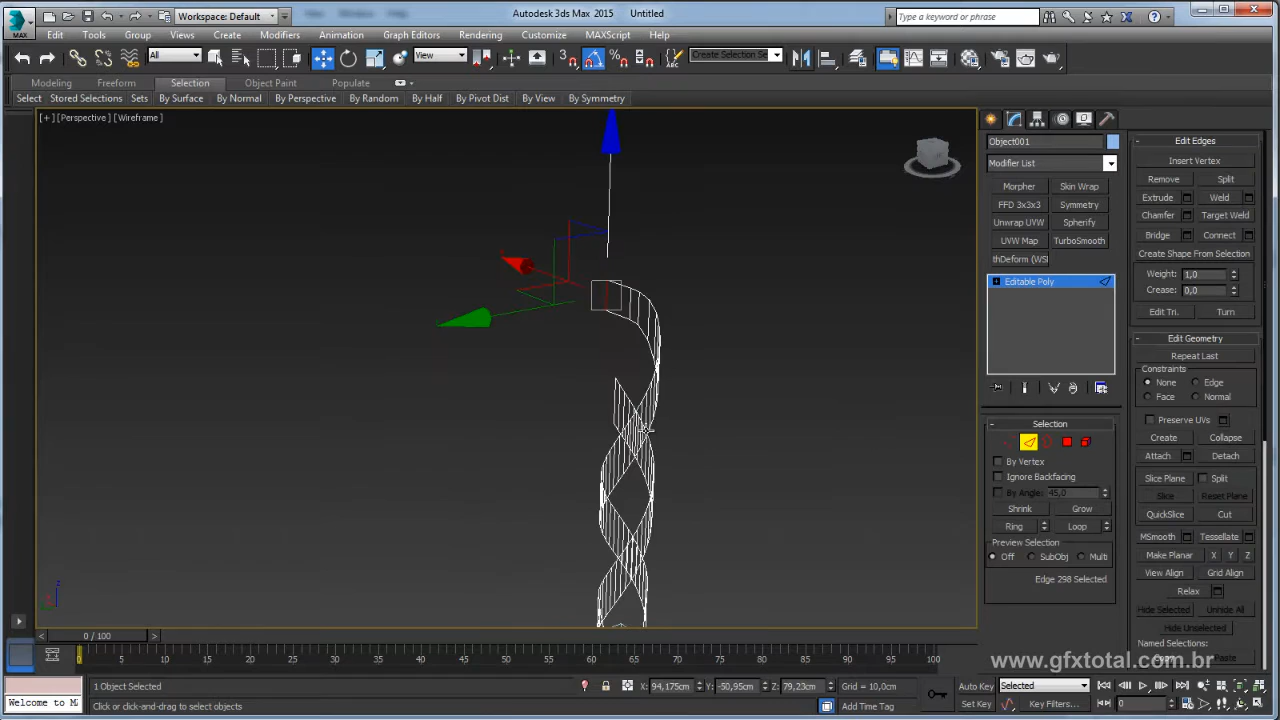 MAX
Workspace: Default
Autodesk 3ds Max 2015
Untitled
Type a keyword or phrase
Edit
Tools
Group
Views
Create
Modifiers
Animation
Graph Editors
Rendering
Customize
MAXScript
Help
All
View
Create Selection Se
Modeling
Freeform
Selection
Object Paint
Populate
Select
Stored Selections
Sets
By Surface
By Normal
By Perspective
By Random
By Half
By Pivot Dist
By View
By Symmetry
[+] [Perspective] [Wireframe]
Object001
Modifier List
Morpher
Skin Wrap
FFD 3x3x3
Symmetry
Unwrap UVW
Spherify
UVW Map
TurboSmooth
thDeform (WSI
Editable Poly
Selection
By Vertex
Ignore Backfacing
By Angle: 45,0
Shrink
Grow
Ring
Loop
Preview Selection
Off
SubObj
Multi
Edge 298 Selected
Edit Edges
Insert Vertex
Remove
Split
Extrude
Weld
Chamfer
Target Weld
Bridge
Connect
Create Shape From Selection
Weight: 1,0
Crease: 0,0
Edit Tri.
Turn
Edit Geometry
Repeat Last
Constraints
None
Edge
Face
Normal
Preserve UVs
Create
Collapse
Attach
Detach
Slice Plane
Split
Slice
Reset Plane
QuickSlice
Cut
MSmooth
Tessellate
Make Planar
X
Y
Z
View Align
Grid Align
Relax
Hide Selected
Unhide All
Hide Unselected
Named Selections:
Copy
Paste
www.gfxtotal.com.br
z
0 / 100
0
5
10
15
20
25
30
35
40
45
50
55
60
65
70
75
80
85
90
95
100
1 Object Selected
X: 94,175cm
Y: -50,95cm
Z: 79,23cm
Grid = 10,0cm
Auto Key
Selected
Welcome to M
Click or click-and-drag to select objects
Add Time Tag
Set Key
Key Filters...
0